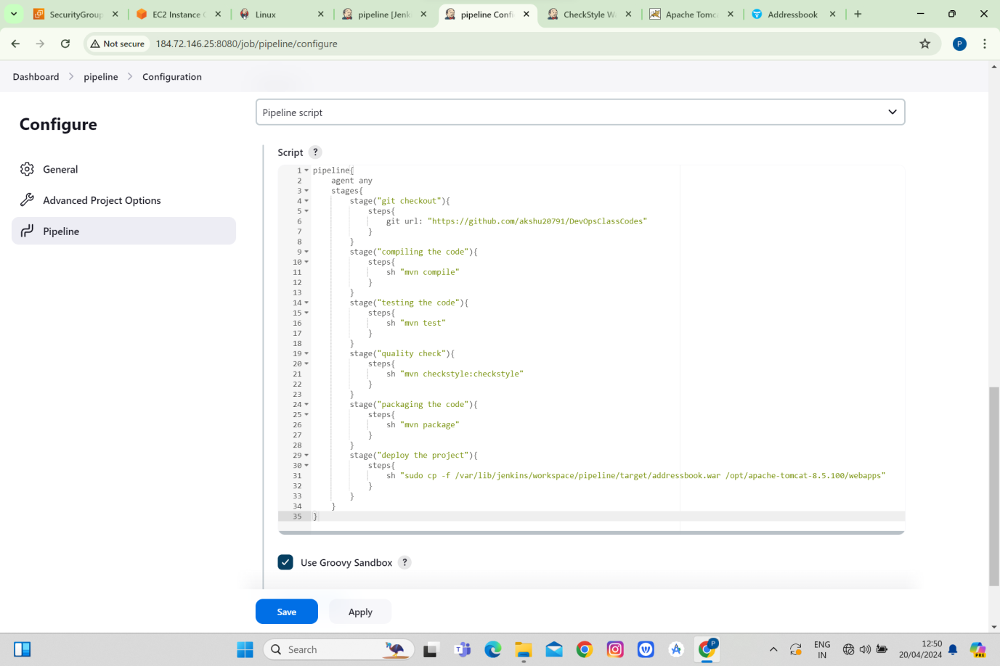 SecurityGroup
EC2 Instance C
Linux
pipeline [Jenk
pipeline Confi
CheckStyle Wa
Apache Tomc
Addressbook
Not secure
184.72.146.25:8080/job/pipeline/configure
P
Dashboard > pipeline > Configuration
Configure
General
Advanced Project Options
Pipeline
Pipeline script
Script ?
1 pipeline{
2 agent any
3 stages{
4 stage("git checkout"){
5 steps{
6 git url: "https://github.com/akshu20791/DevOpsClassCodes"
7 }
8 }
9 stage("compiling the code"){
10 steps{
11 sh "mvn compile"
12 }
13 }
14 stage("testing the code"){
15 steps{
16 sh "mvn test"
17 }
18 }
19 stage("quality check"){
20 steps{
21 sh "mvn checkstyle:checkstyle"
22 }
23 }
24 stage("packaging the code"){
25 steps{
26 sh "mvn package"
27 }
28 }
29 stage("deploy the project"){
30 steps{
31 sh "sudo cp -f /var/lib/jenkins/workspace/pipeline/target/addressbook.war /opt/apache-tomcat-8.5.100/webapps"
32 }
33 }
34 }
35 }
Use Groovy Sandbox ?
Save
Apply
Search
P
ENG
IN
12:50
20/04/2024
PRE